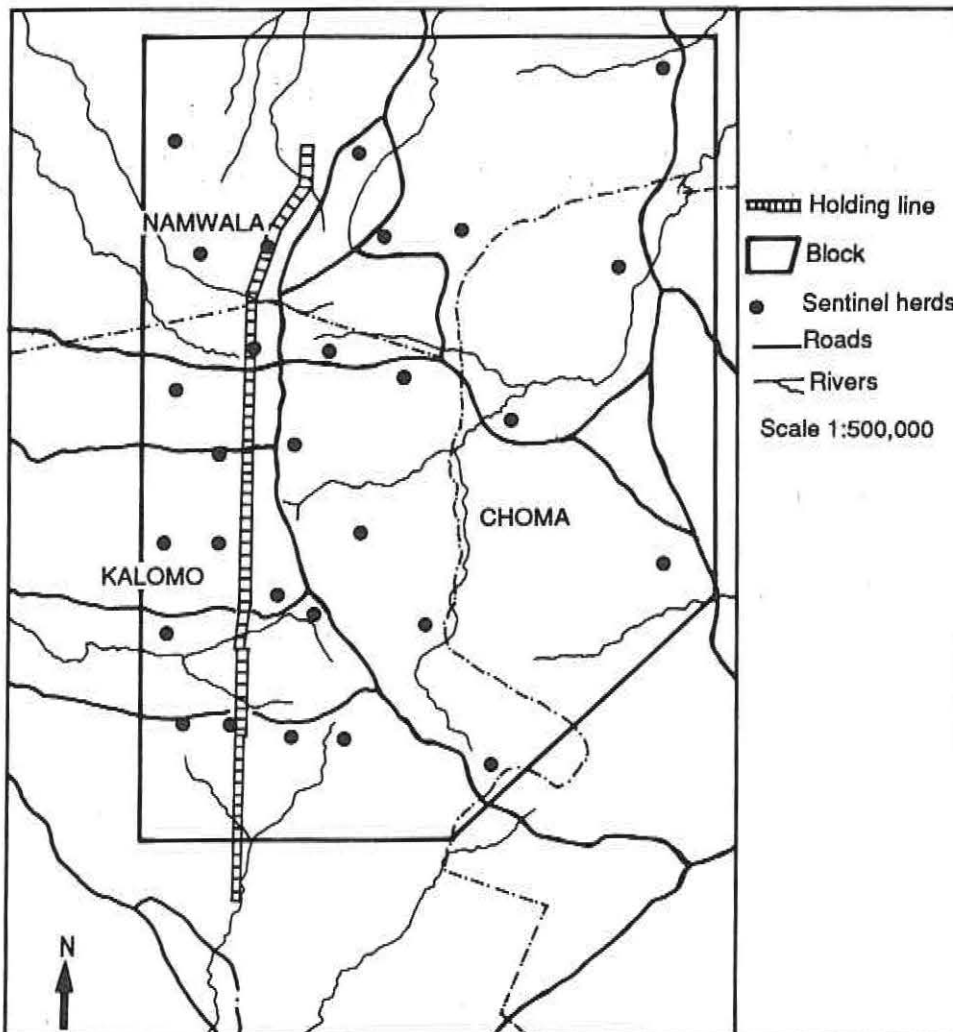 NAMWALA
Holding line
Block
Sentinel herds
Roads
Rivers
Scale 1:500,000
CHOMA
KALOMO
N